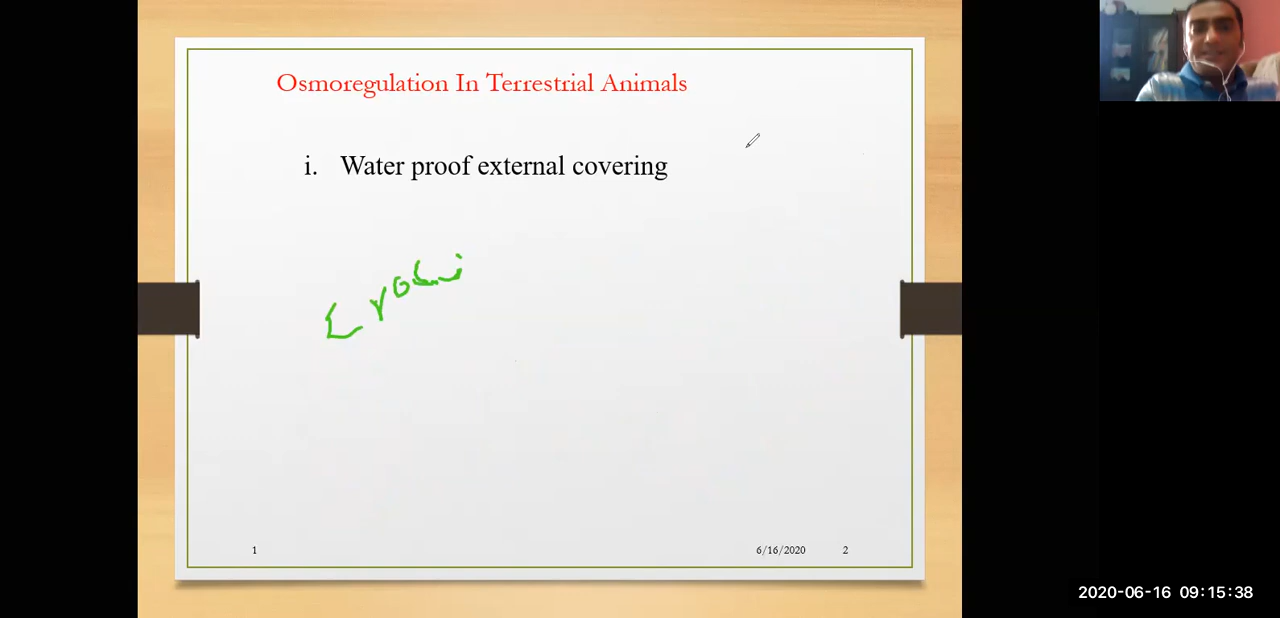 Osmoregulation In Terrestrial Animals
i. Water proof external covering
1
6/16/2020
2
2020-06-16 09:15:38